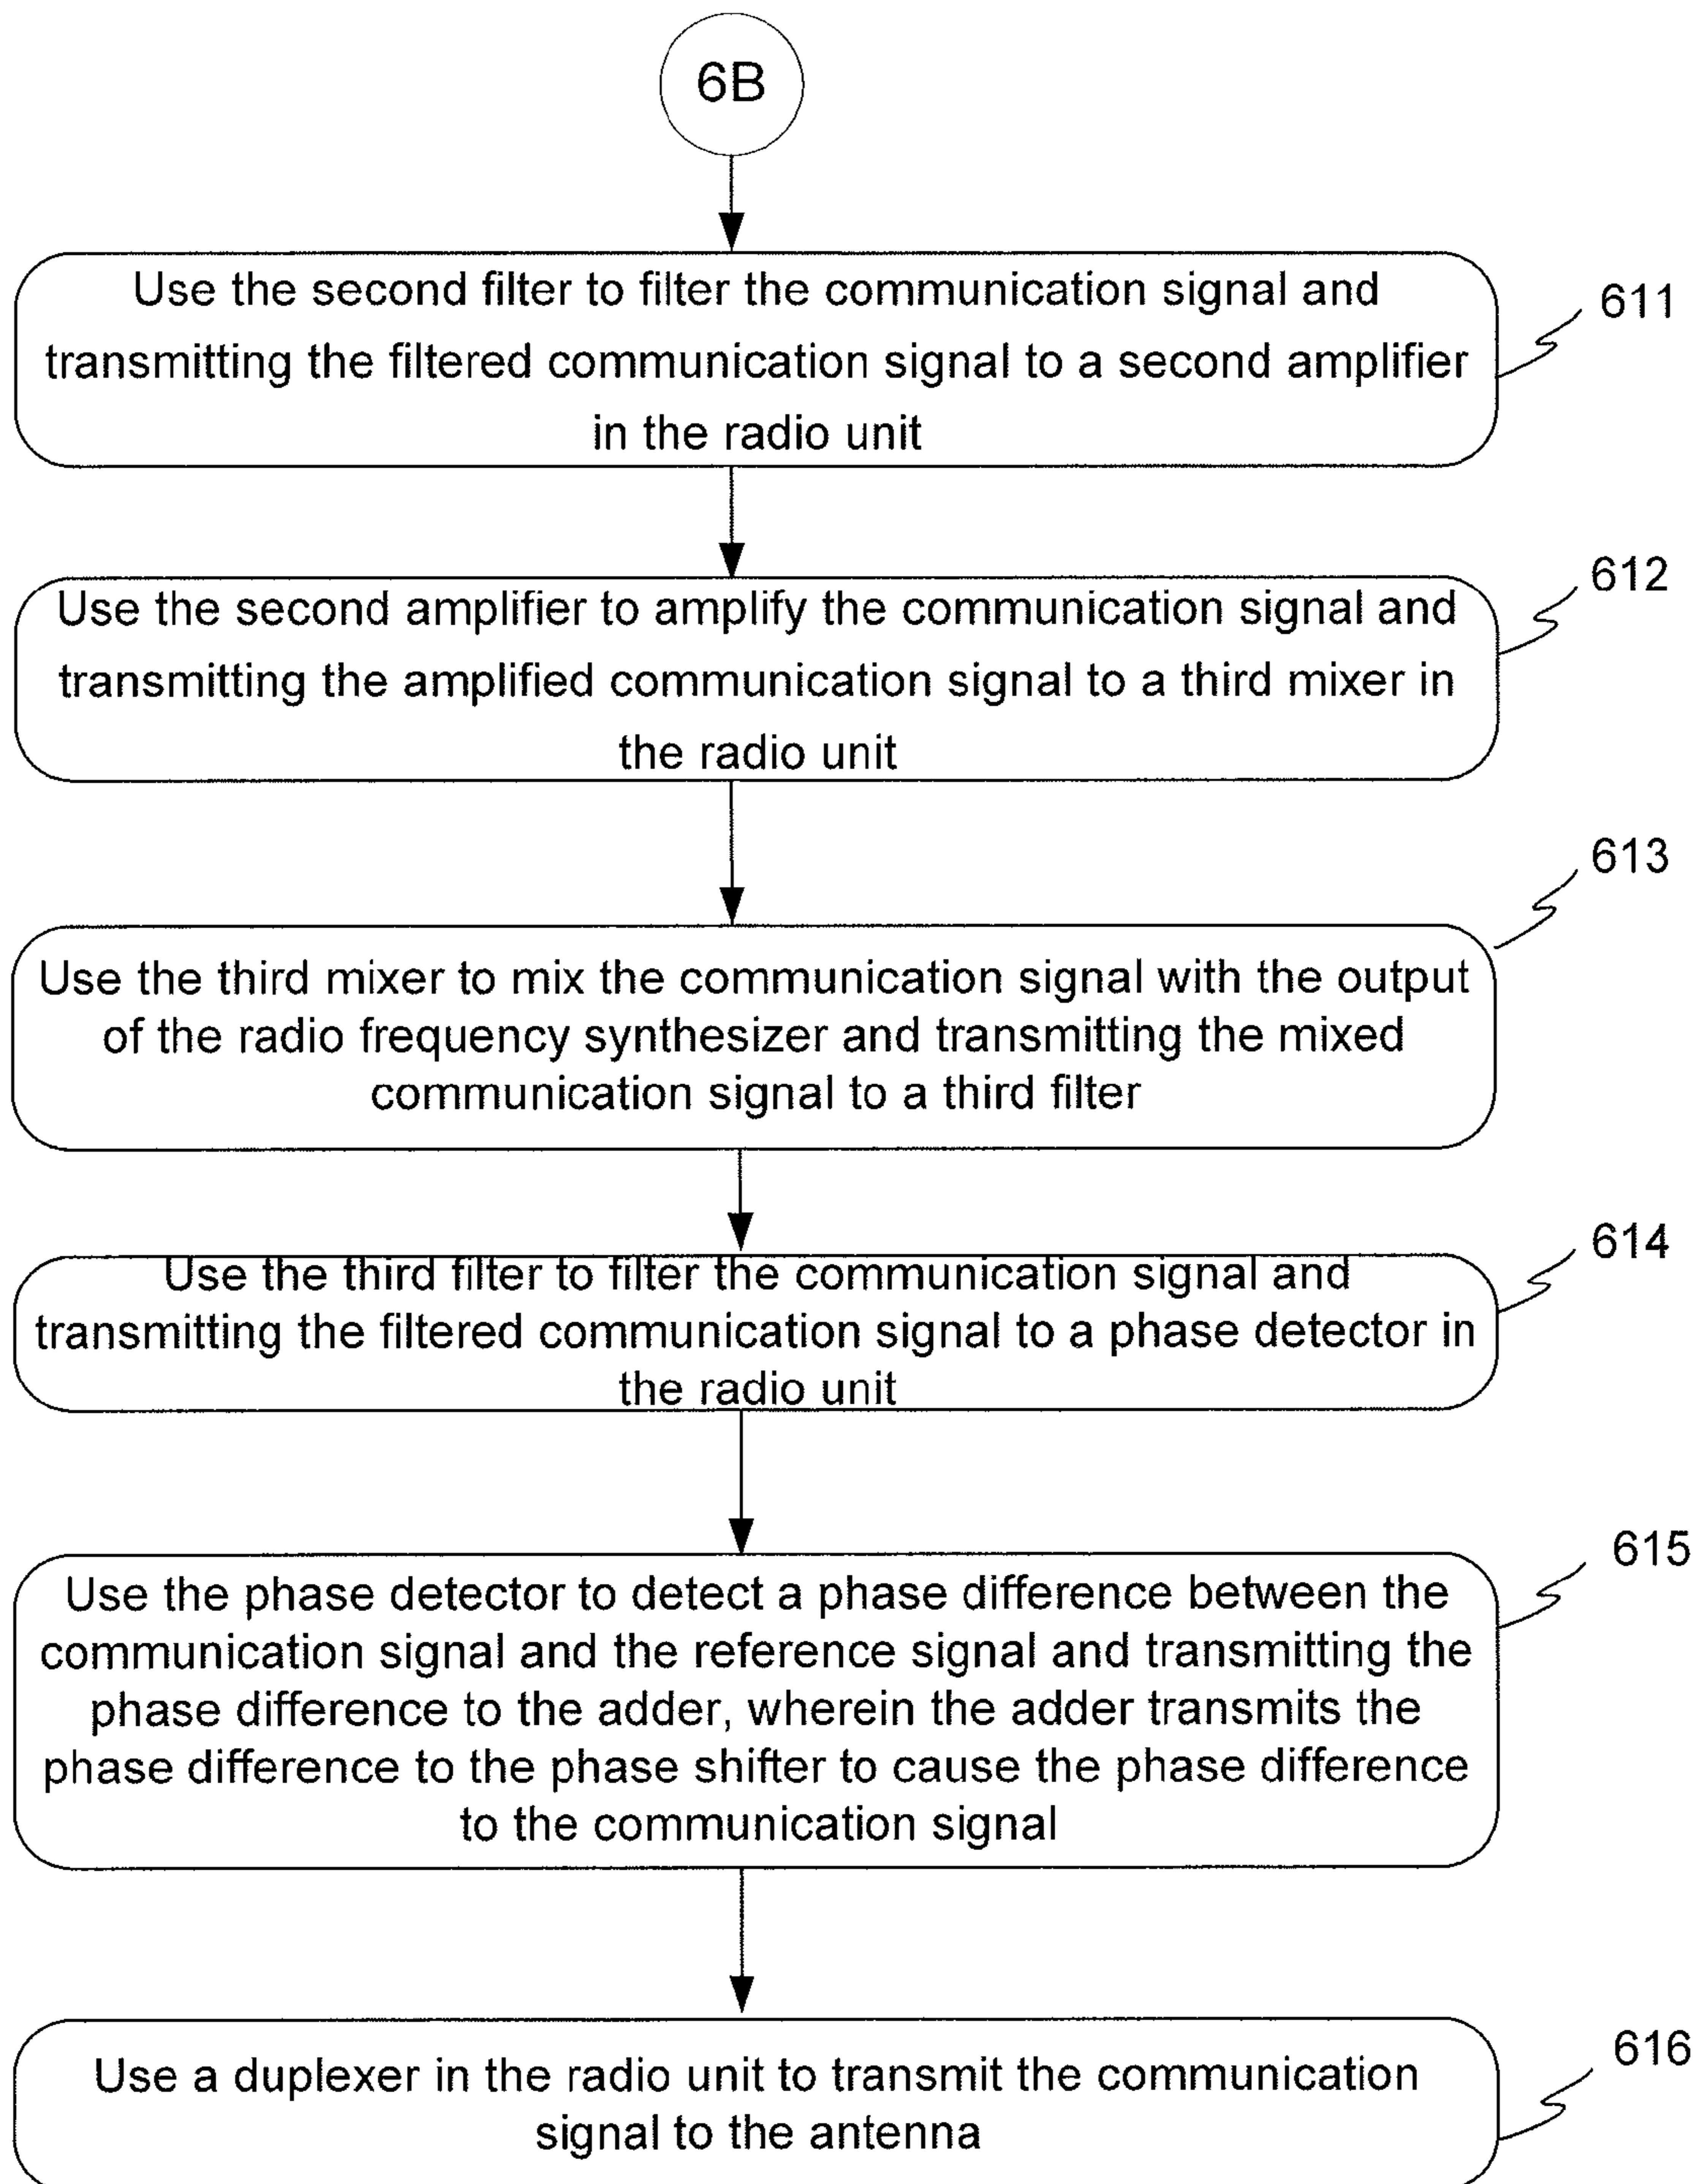 6B
Use the second filter to filter the communication signal and
transmitting the filtered communication signal to a second amplifier
in the radio unit
611
Use the second amplifier to amplify the communication signal and
transmitting the amplified communication signal to a third mixer in
the radio unit
612
Use the third mixer to mix the communication signal with the output
of the radio frequency synthesizer and transmitting the mixed
communication signal to a third filter
613
Use the third filter to filter the communication signal and
transmitting the filtered communication signal to a phase detector in
the radio unit
614
Use the phase detector to detect a phase difference between the
communication signal and the reference signal and transmitting the
phase difference to the adder, wherein the adder transmits the
phase difference to the phase shifter to cause the phase difference
to the communication signal
615
Use a duplexer in the radio unit to transmit the communication
signal to the antenna
616